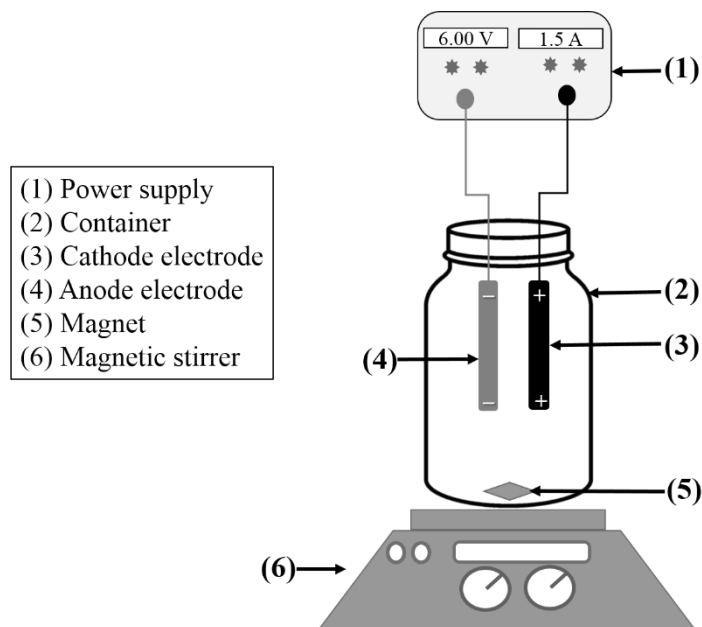 6.00 V 1.5 A
(1)
(1) Power supply
(2) Container
(3) Cathode electrode
(4) Anode electrode
(5) Magnet
(6) Magnetic stirrer
− +
(2)
(4) (3)
− +
(5)
(6)